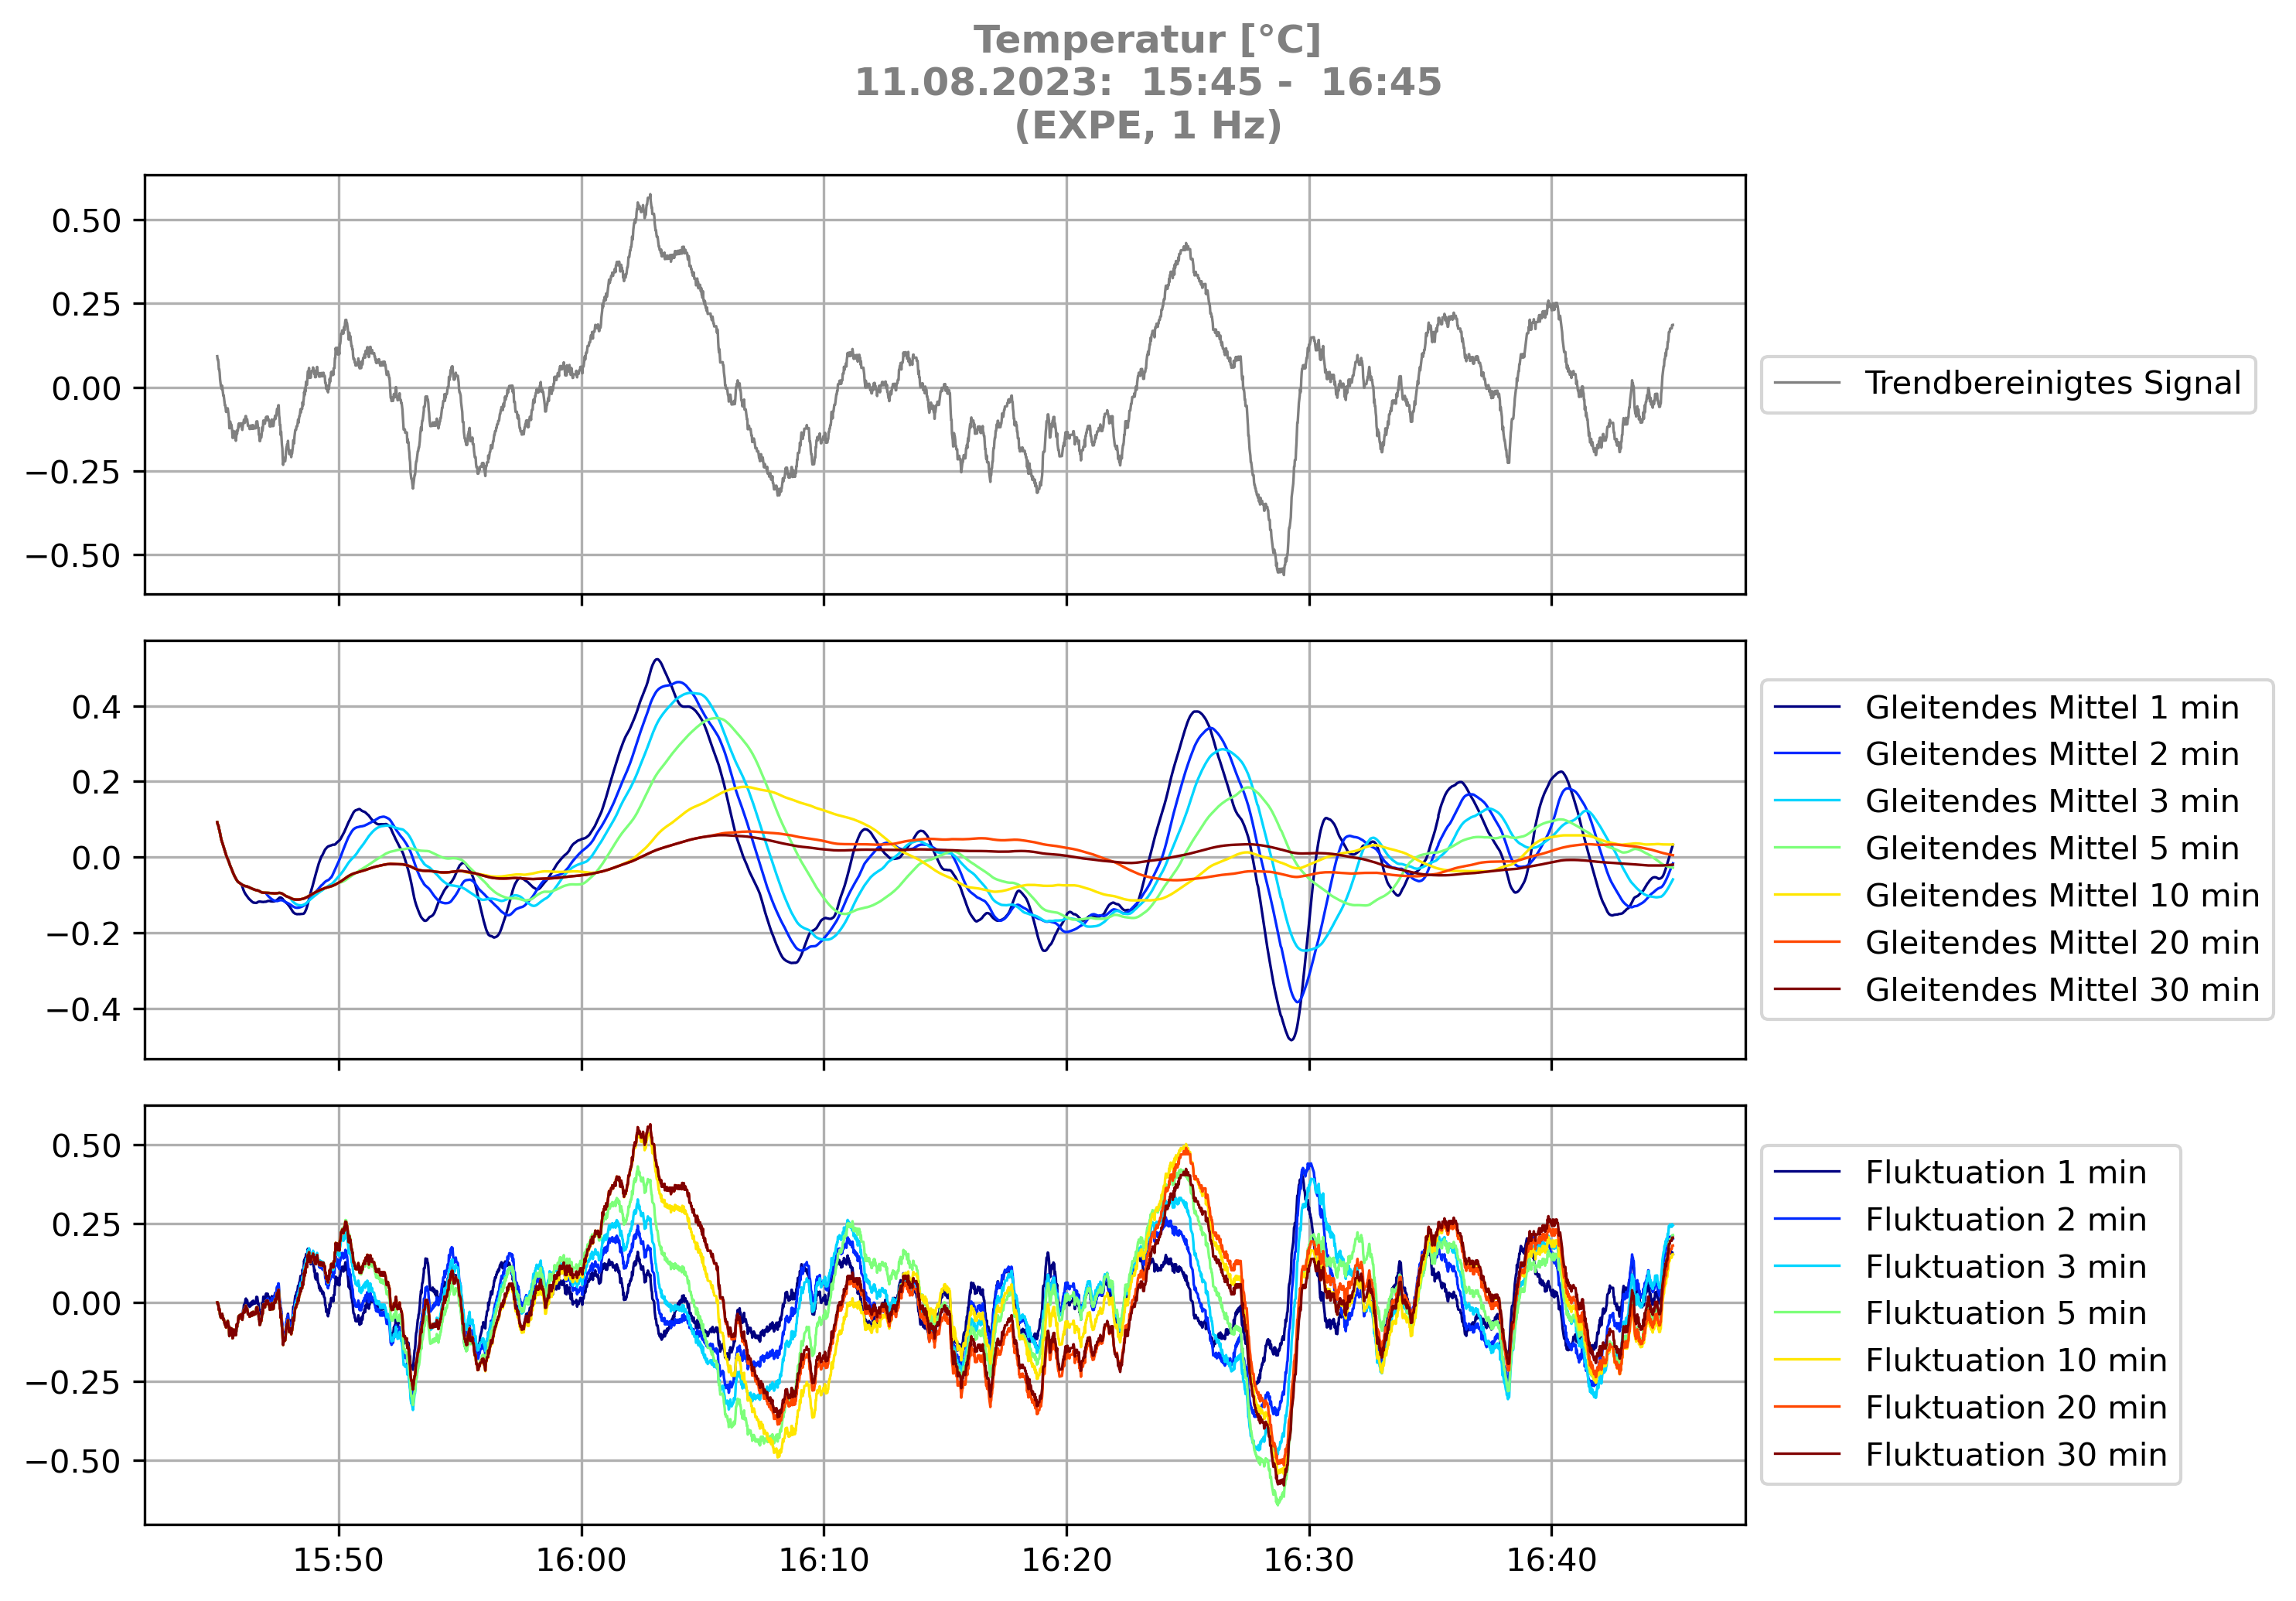 Temperatur [°C]
11.08.2023:  15:45 -  16:45
(EXPE, 1 Hz)
0.50
0.25
0.00
−0.25
−0.50
Trendbereinigtes Signal
0.4
0.2
0.0
−0.2
−0.4
Gleitendes Mittel 1 min
Gleitendes Mittel 2 min
Gleitendes Mittel 3 min
Gleitendes Mittel 5 min
Gleitendes Mittel 10 min
Gleitendes Mittel 20 min
Gleitendes Mittel 30 min
0.50
0.25
0.00
−0.25
−0.50
Fluktuation 1 min
Fluktuation 2 min
Fluktuation 3 min
Fluktuation 5 min
Fluktuation 10 min
Fluktuation 20 min
Fluktuation 30 min
15:50 16:00 16:10 16:20 16:30 16:40